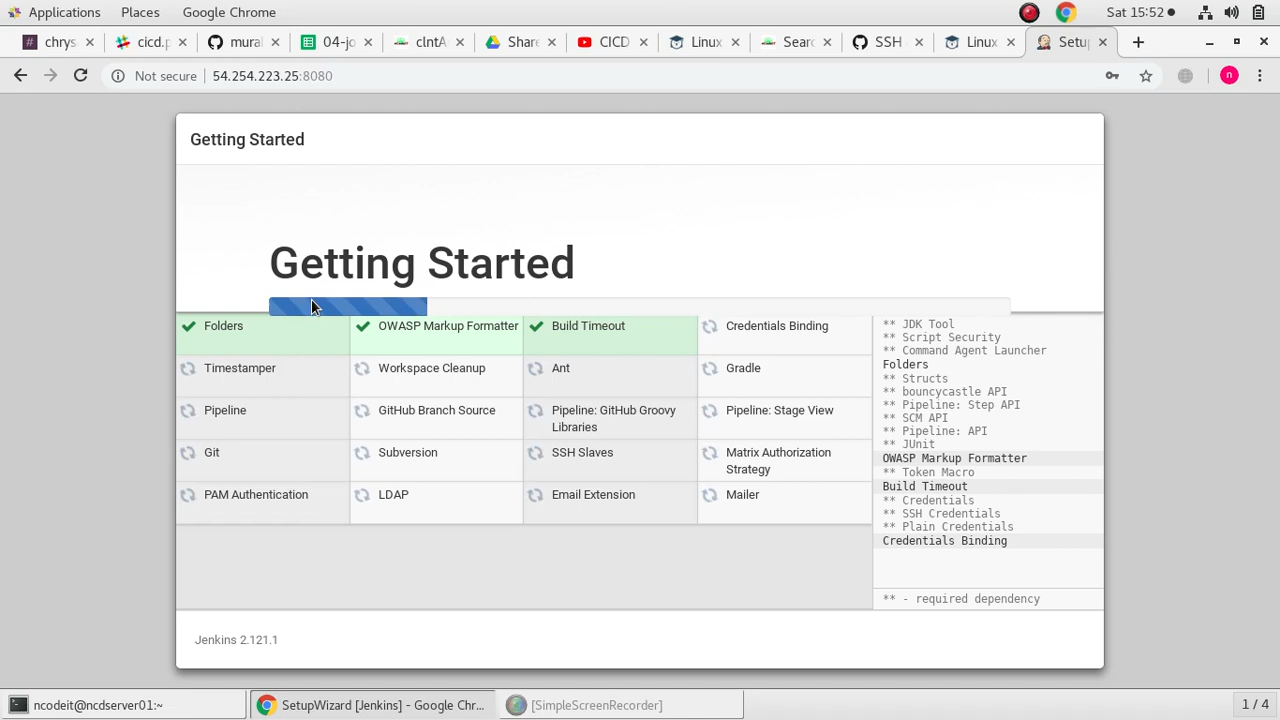 Applications Places Google Chrome Sat 15:52
chrys cicd.p mural 04-jo clntA Share CICD Linux Sear SSH Linux Setu
Not secure 54.254.223.25:8080 n
Getting Started
Getting Started
Folders OWASP Markup Formatter Build Timeout Credentials Binding
Timestamper Workspace Cleanup Ant Gradle
Pipeline GitHub Branch Source Pipeline: GitHub Groovy Libraries Pipeline: Stage View
Git Subversion SSH Slaves Matrix Authorization Strategy
PAM Authentication LDAP Email Extension Mailer
** JDK Tool
** Script Security
** Command Agent Launcher
Folders
** Structs
** bouncycastle API
** Pipeline: Step API
** SCM API
** Pipeline: API
** JUnit
OWASP Markup Formatter
** Token Macro
Build Timeout
** Credentials
** SSH Credentials
** Plain Credentials
Credentials Binding
** - required dependency
Jenkins 2.121.1
ncodeit@ncdserver01:~ SetupWizard [Jenkins] - Google Chr... [SimpleScreenRecorder] 1 / 4